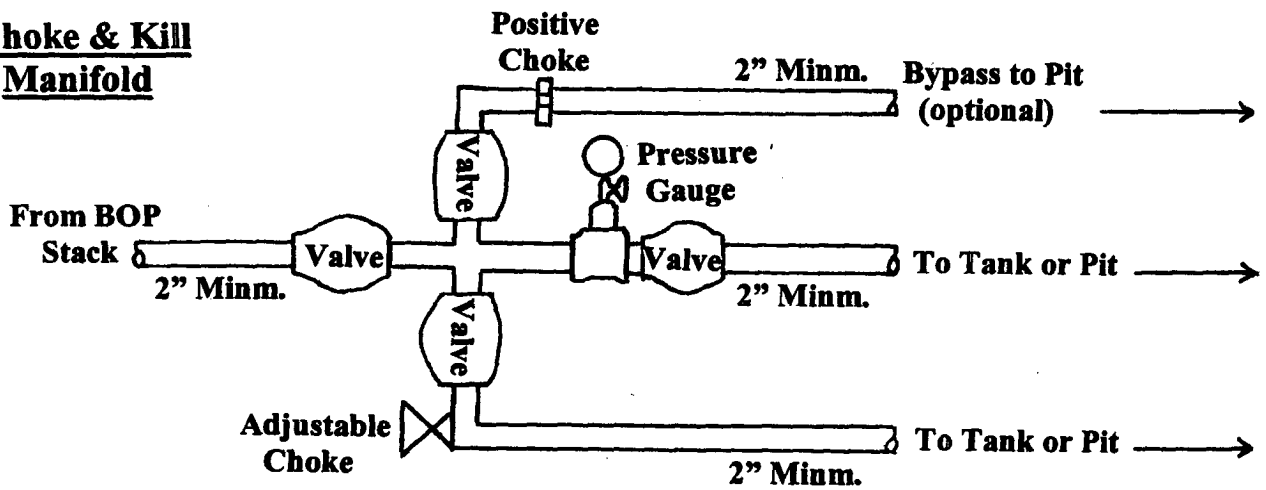 hoke & Kill
Manifold
Positive
Choke
2” Minm.
Bypass to Pit
(optional)
Valve
Pressure
Gauge
From BOP
Stack
Valve
Valve
To Tank or Pit
2” Minm.
2” Minm.
Valve
Adjustable
Choke
To Tank or Pit
2” Minm.